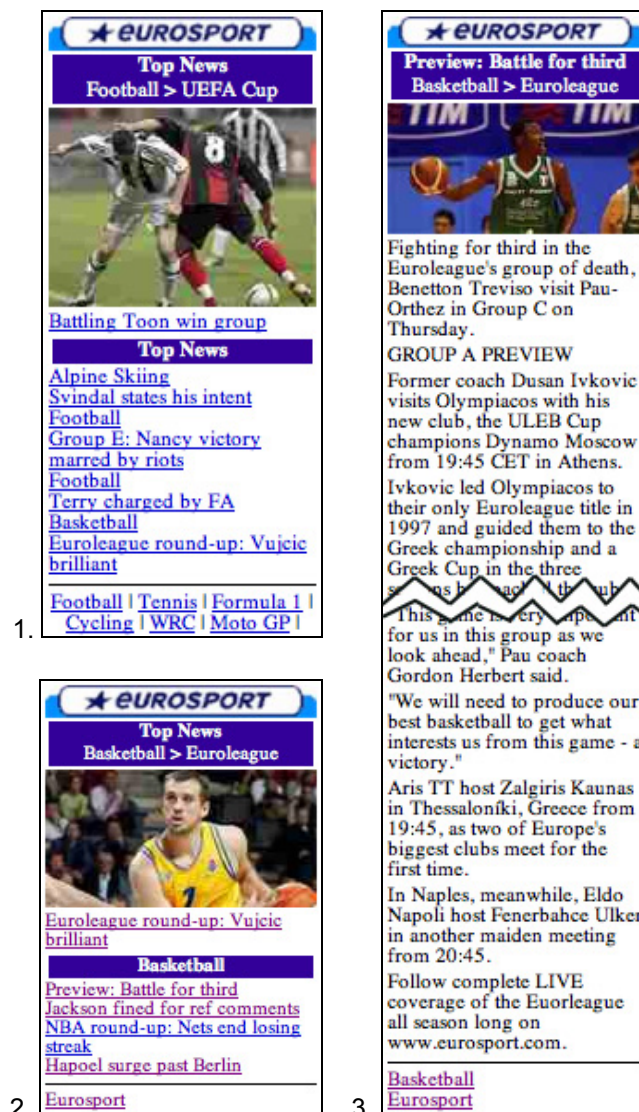 eUROSPORT
Top News
Football > UEFA Cup
8
Battling Toon win group
Top News
Alpine Skiing
Svindal states his intent
Football
Group E: Nancy victory
marred by riots
Football
Terry charged by FA
Basketball
Euroleague round-up: Vujcic
brilliant
Football | Tennis | Formula 1 |
Cycling | WRC | Moto GP |
1.
eUROSPORT
Top News
Basketball > Euroleague
Euroleague round-up: Vujcic
brilliant
Basketball
Preview: Battle for third
Jackson fined for ref comments
NBA round-up: Nets end losing
streak
Hapoel surge past Berlin
Eurosport
2.
eUROSPORT
Preview: Battle for third
Basketball > Euroleague
TIM TIM
Fighting for third in the
Euroleague's group of death,
Benetton Treviso visit Pau-
Orthez in Group C on
Thursday.
GROUP A PREVIEW
Former coach Dusan Ivkovic
visits Olympiacos with his
new club, the ULEB Cup
champions Dynamo Moscow
from 19:45 CET in Athens.
Ivkovic led Olympiacos to
their only Euroleague title in
1997 and guided them to the
Greek championship and a
Greek Cup in the three
"This
for us in this group as we
look ahead," Pau coach
Gordon Herbert said.
"We will need to produce our
best basketball to get what
interests us from this game - a
victory."
Aris TT host Zalgiris Kaunas
in Thessaloníki, Greece from
19:45, as two of Europe's
biggest clubs meet for the
first time.
In Naples, meanwhile, Eldo
Napoli host Fenerbahce Ulker
in another maiden meeting
from 20:45.
Follow complete LIVE
coverage of the Euorleague
all season long on
www.eurosport.com.
Basketball
Eurosport
3.